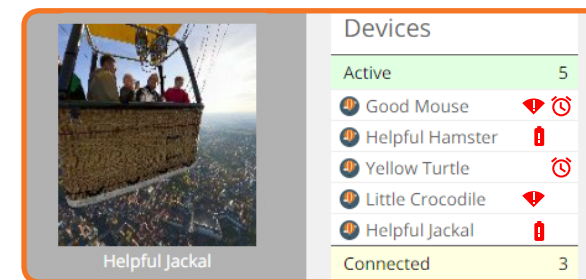 Helpful Jackal
Devices
Active 5
Good Mouse
Helpful Hamster
Yellow Turtle
Little Crocodile
Helpful Jackal
Connected 3